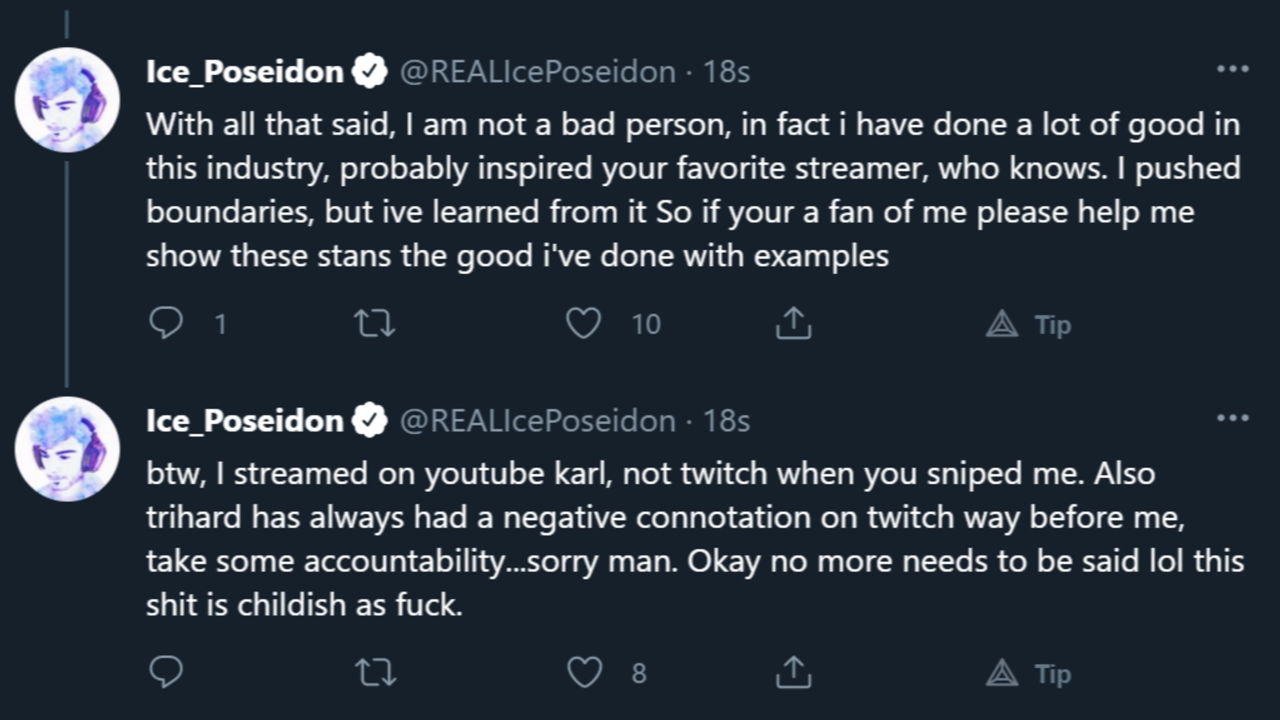 Ice_Poseidon @REALIcePoseidon · 18s
With all that said, I am not a bad person, in fact i have done a lot of good in
this industry, probably inspired your favorite streamer, who knows. I pushed
boundaries, but ive learned from it So if your a fan of me please help me
show these stans the good i've done with examples
1 10 Tip
Ice_Poseidon @REALIcePoseidon · 18s
btw, I streamed on youtube karl, not twitch when you sniped me. Also
trihard has always had a negative connotation on twitch way before me,
take some accountability...sorry man. Okay no more needs to be said lol this
shit is childish as fuck.
8 Tip